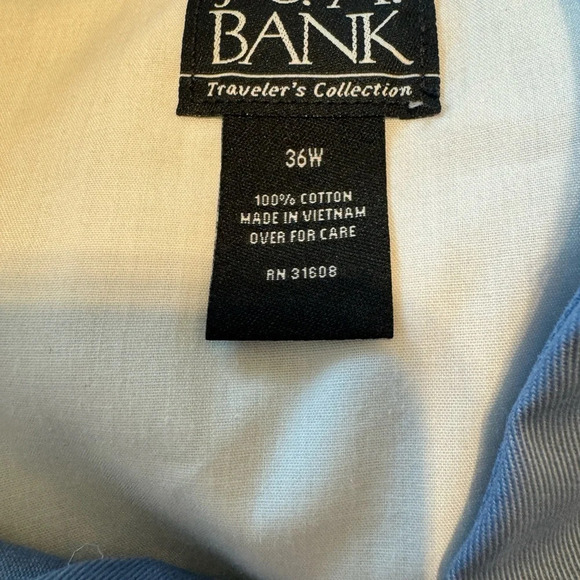 BANK
Traveler's Collection
36W
100% COTTON
MADE IN VIETNAM
OVER FOR CARE
RN 31608